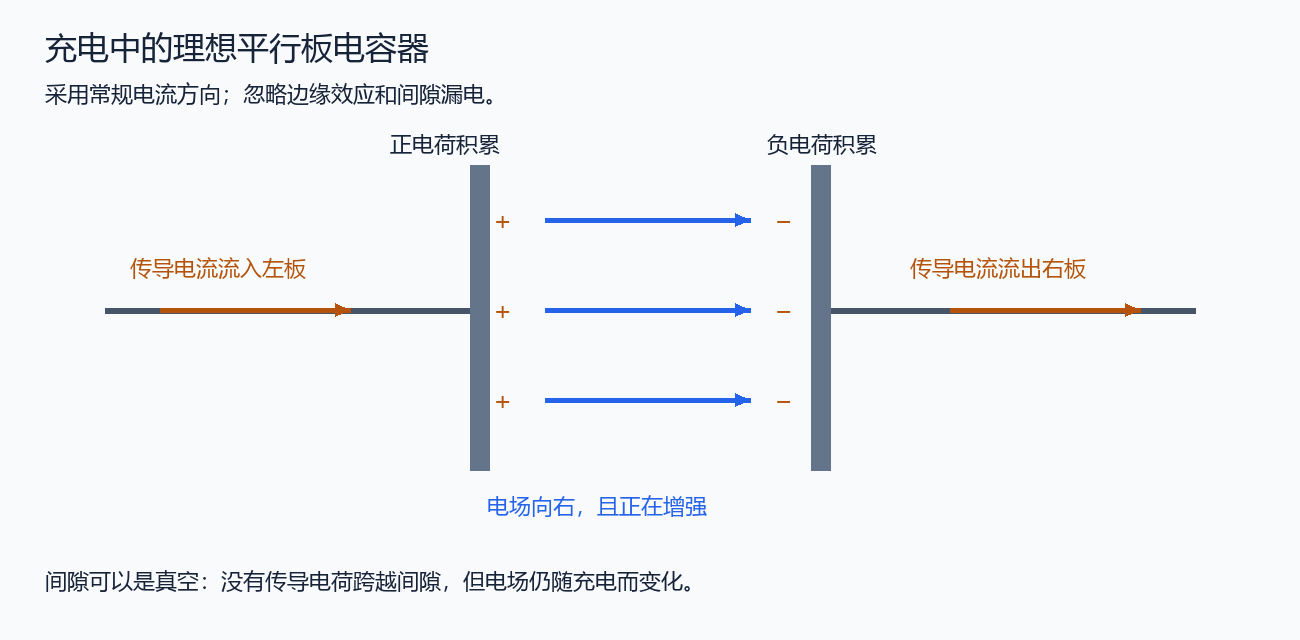 充电中的理想平行板电容器
采用常规电流方向；忽略边缘效应和间隙漏电。
正电荷积累
负电荷积累
+
−
传导电流流入左板
传导电流流出右板
+
−
+
−
电场向右，且正在增强
间隙可以是真空：没有传导电荷跨越间隙，但电场仍随充电而变化。